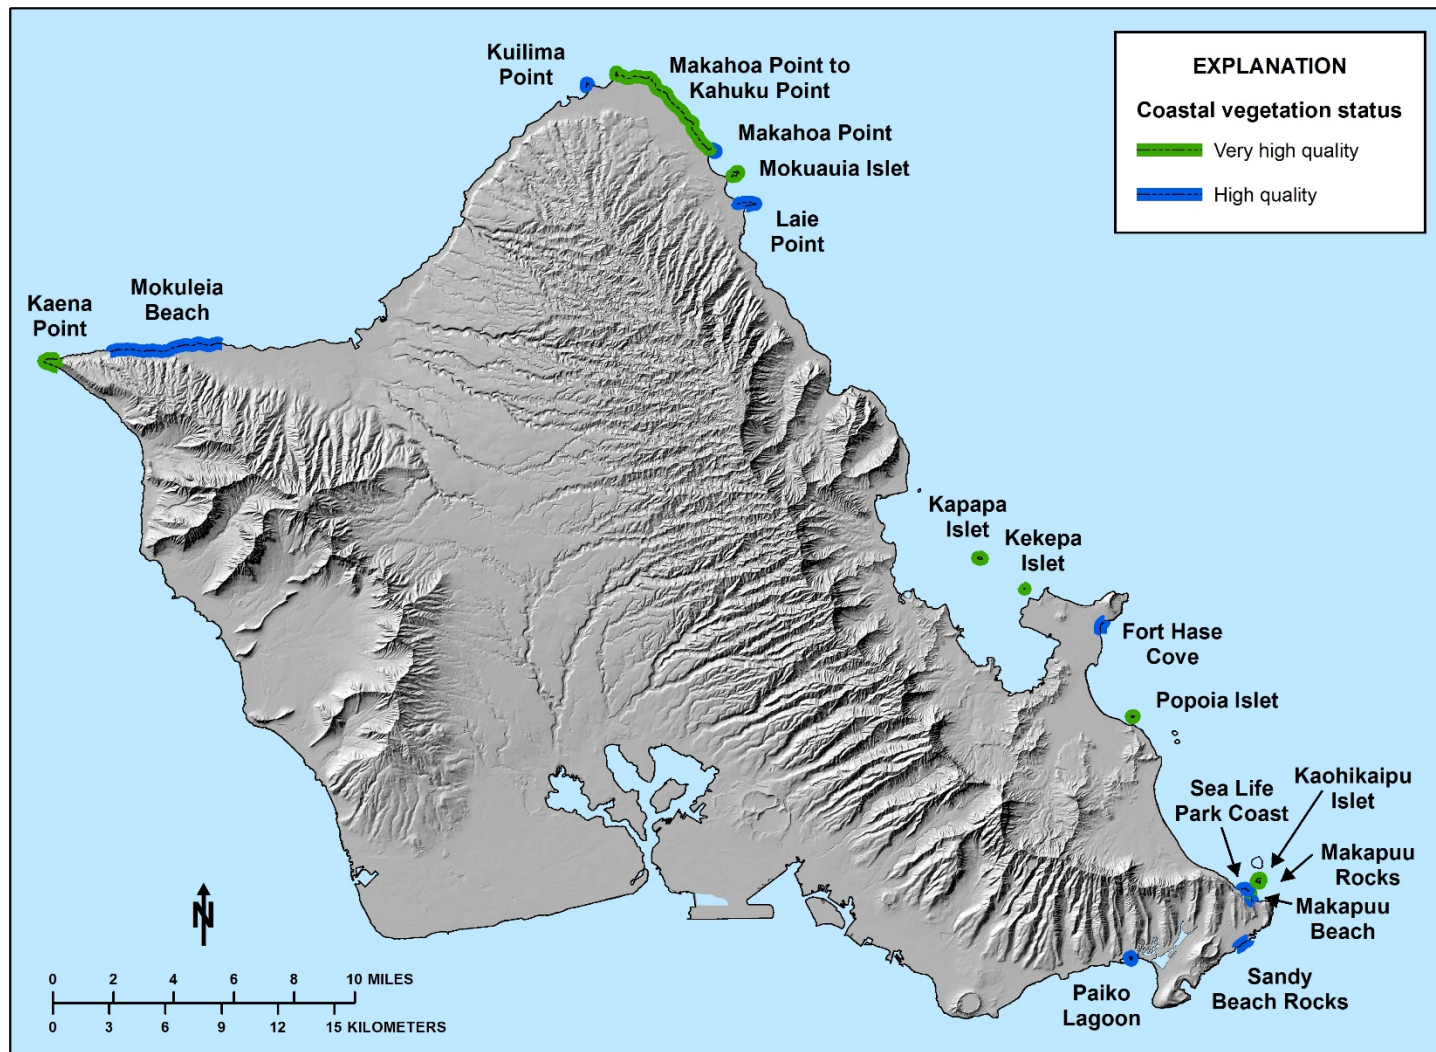 Kuilima
Point
Makahoa Point to
Kahuku Point
Makahoa Point
Mokuauia Islet
Laie
Point
EXPLANATION
Coastal vegetation status
Very high quality
High quality
Kaena
Point
Mokuleia
Beach
Kapapa
Islet
Kekepa
Islet
Fort Hase
Cove
Popoia Islet
Sea Life
Park Coast
Kaohikaipu
Islet
Makapuu
Rocks
Makapuu
Beach
Sandy
Beach Rocks
Paiko
Lagoon
N
0 2 4 6 8 10 MILES
0 3 6 9 12 15 KILOMETERS